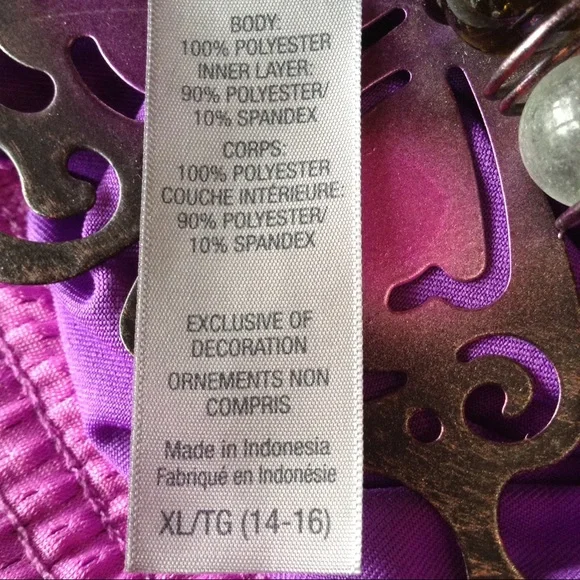 BODY:
100% POLYESTER
INNER LAYER:
90% POLYESTER/
10% SPANDEX
CORPS:
100% POLYESTER
COUCHE INTÉRIEURE:
90% POLYESTER/
10% SPANDEX
EXCLUSIVE OF
DECORATION
ORNEMENTS NON
COMPRIS
Made in Indonesia
Fabriqué en Indonésie
XL/TG (14-16)